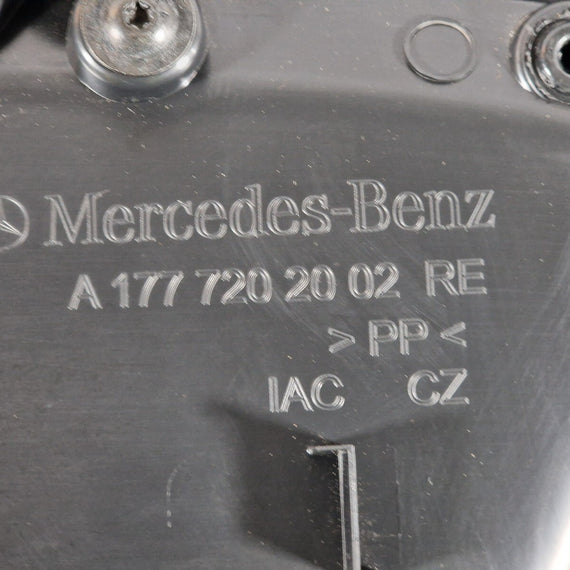 Mercedes-Benz
A 177 720 20 02 RE
> PP <
IAC CZ